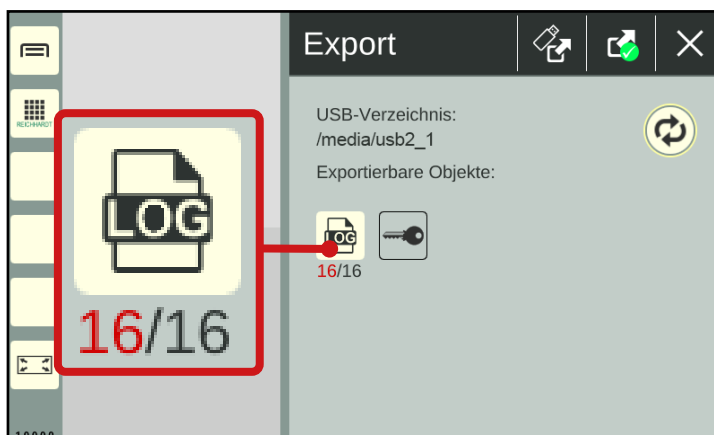 Export
REICHHARDT
USB-Verzeichnis:
/media/usb2_1
Exportierbare Objekte:
LOG
16/16
LOG
16/16